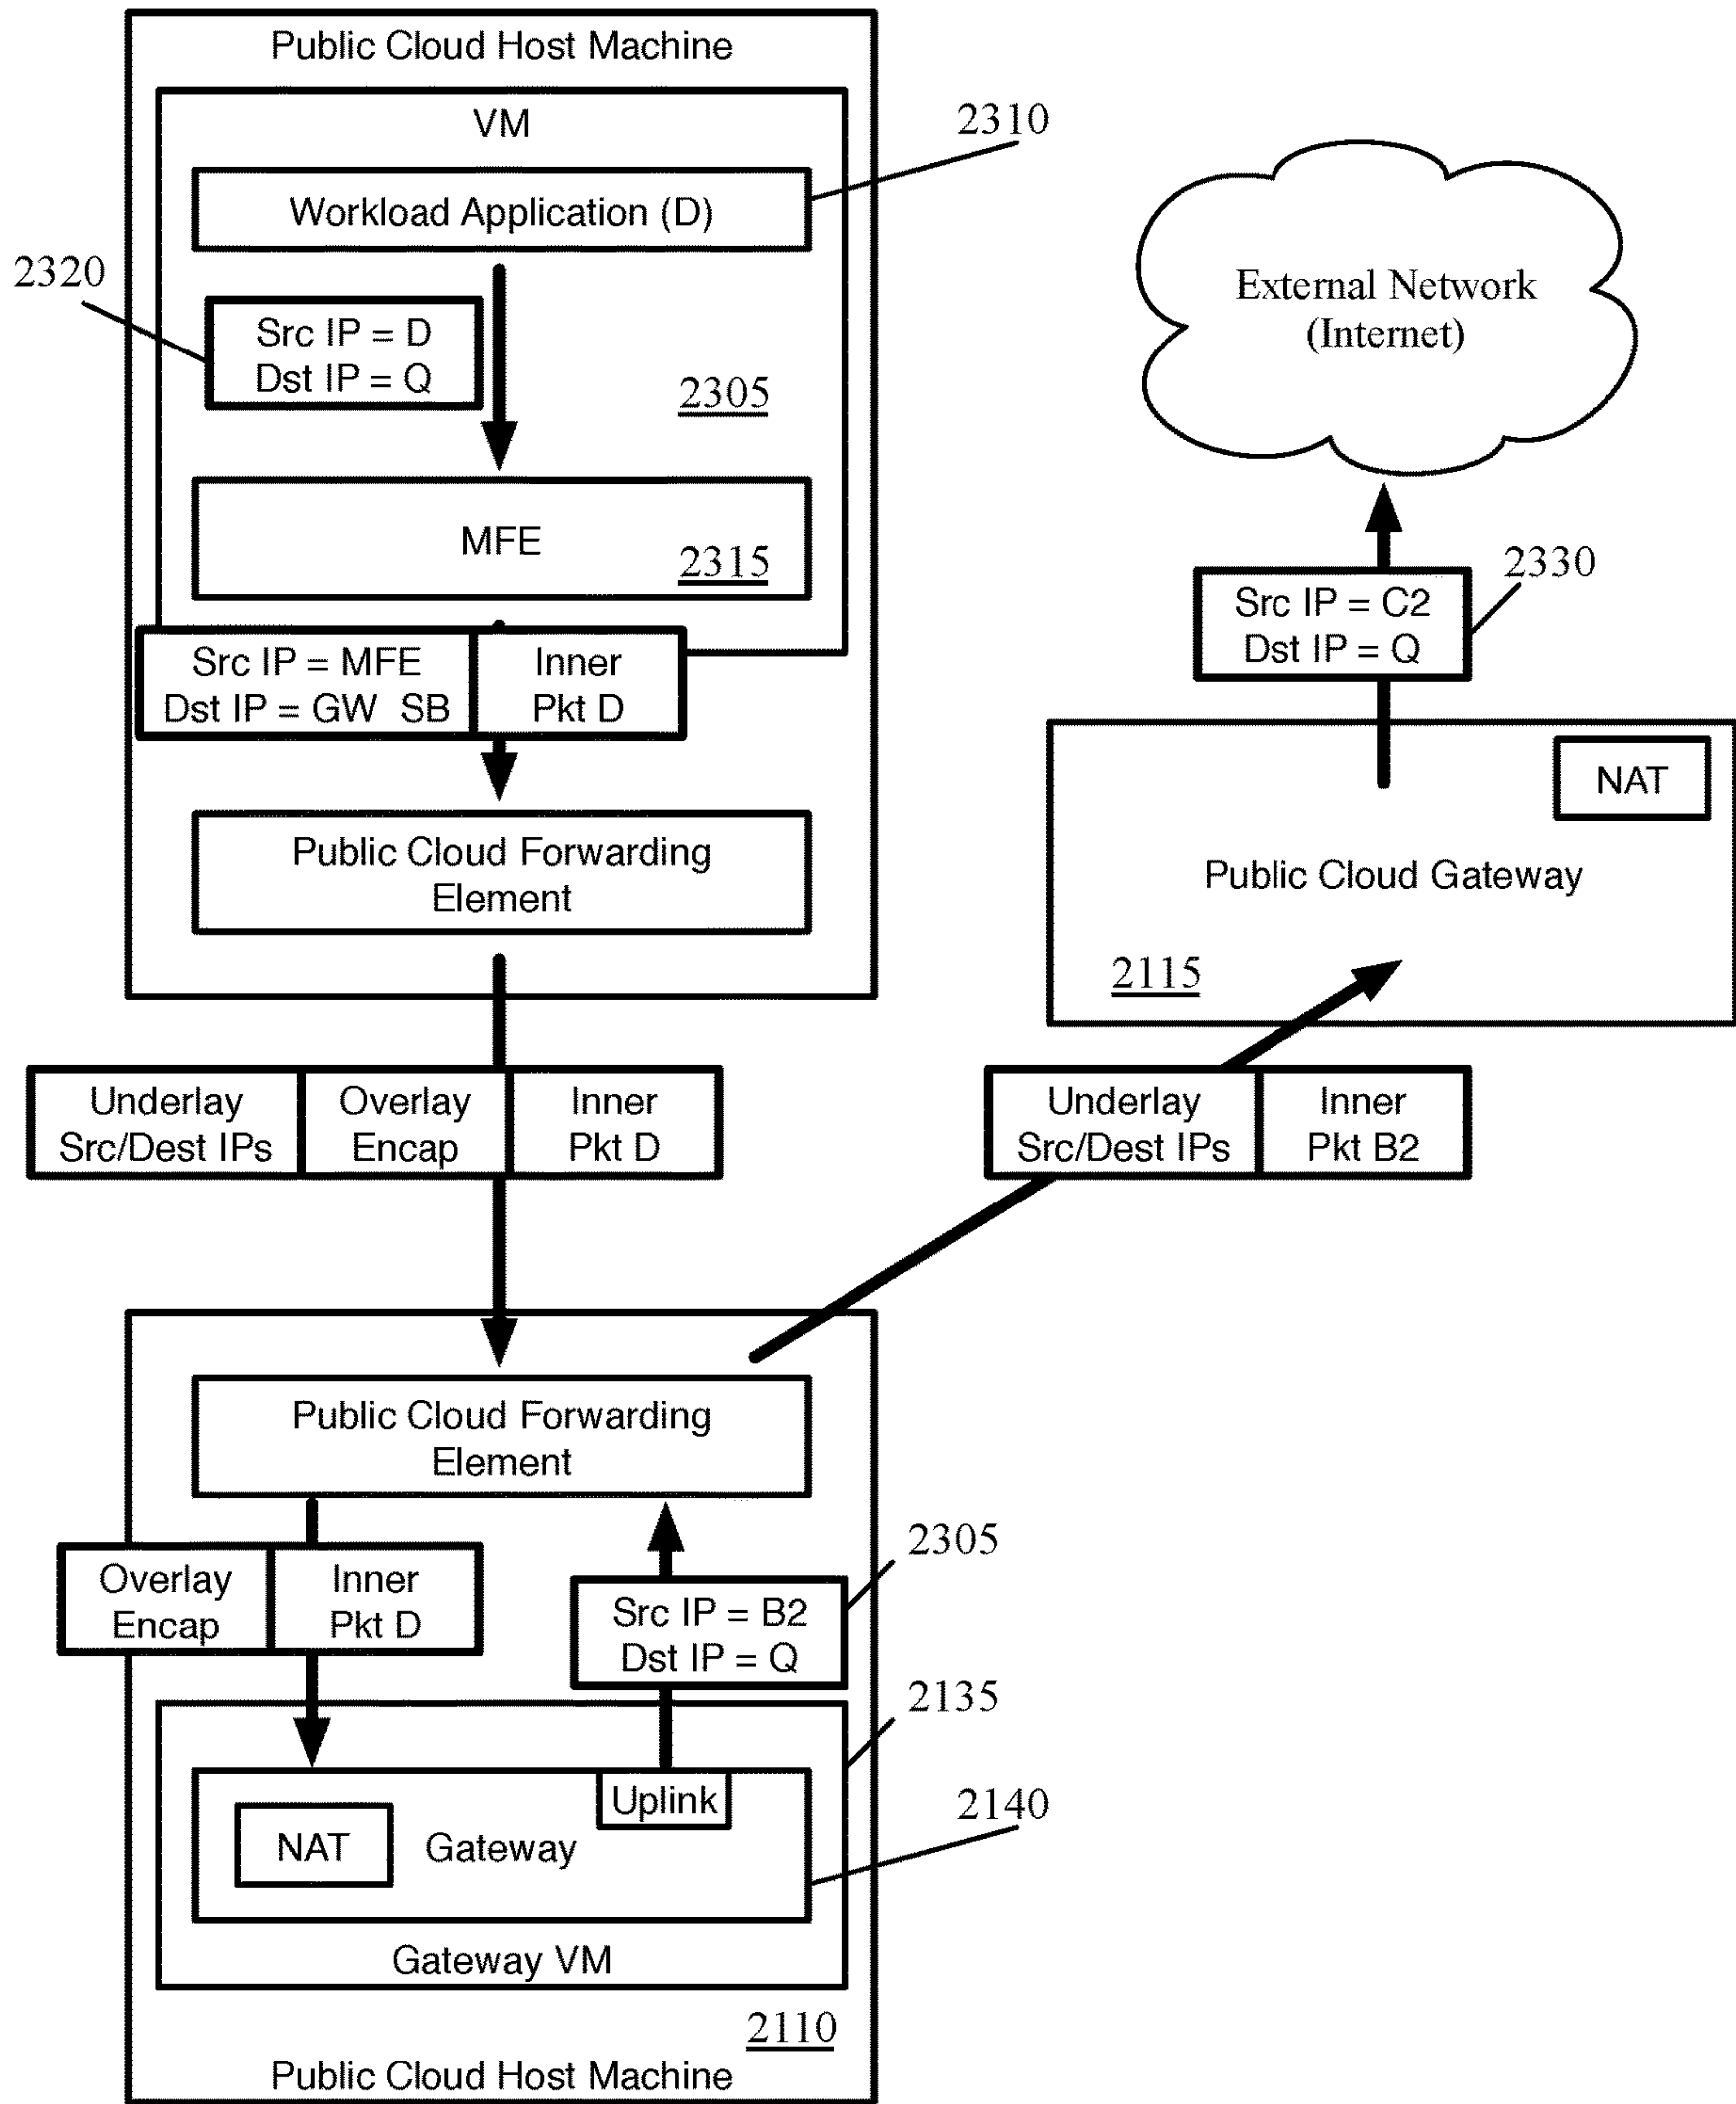 Public Cloud Host Machine
VM
2310
Workload Application (D)
2320
Src IP = D
Dst IP = Q
2305
MFE
2315
Src IP = MFE
Dst IP = GW SB
Inner
Pkt D
Public Cloud Forwarding
Element
External Network
(Internet)
2330
Src IP = C2
Dst IP = Q
NAT
Public Cloud Gateway
2115
Underlay
Src/Dest IPs
Overlay
Encap
Inner
Pkt D
Underlay
Src/Dest IPs
Inner
Pkt B2
Public Cloud Forwarding
Element
Overlay
Encap
Inner
Pkt D
2305
Src IP = B2
Dst IP = Q
2135
Uplink
2140
NAT
Gateway
Gateway VM
2110
Public Cloud Host Machine